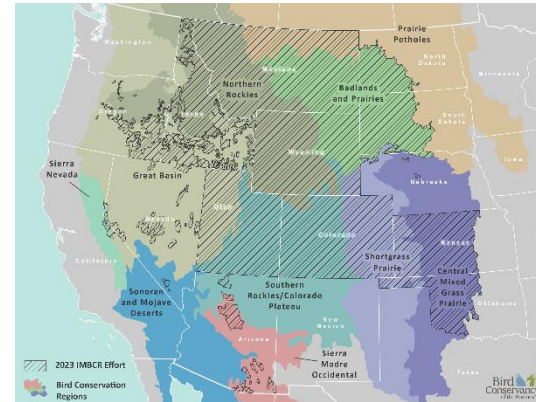 Prairie
Potholes
Washington
North
Dakota
Montana
Minnesota
Northern
Rockies
Badlands
and Prairies
Idaho
South
Dakota
Sierra
Nevada
Wyoming
Iowa
Great Basin
Nebraska
Nevada
Utah
Colorado
Kansas
California
Shortgrass
Prairie
Central
Mixed
Grass
Prairie
Sonoran
and Mojave
Deserts
Southern
Rockies/Colorado
Plateau
Oklahoma
New
Mexico
Arizona
Sierra
Madre
Occidental
Texas
2023 IMBCR Effort
Bird Conservation
Regions
Bird
Conservancy